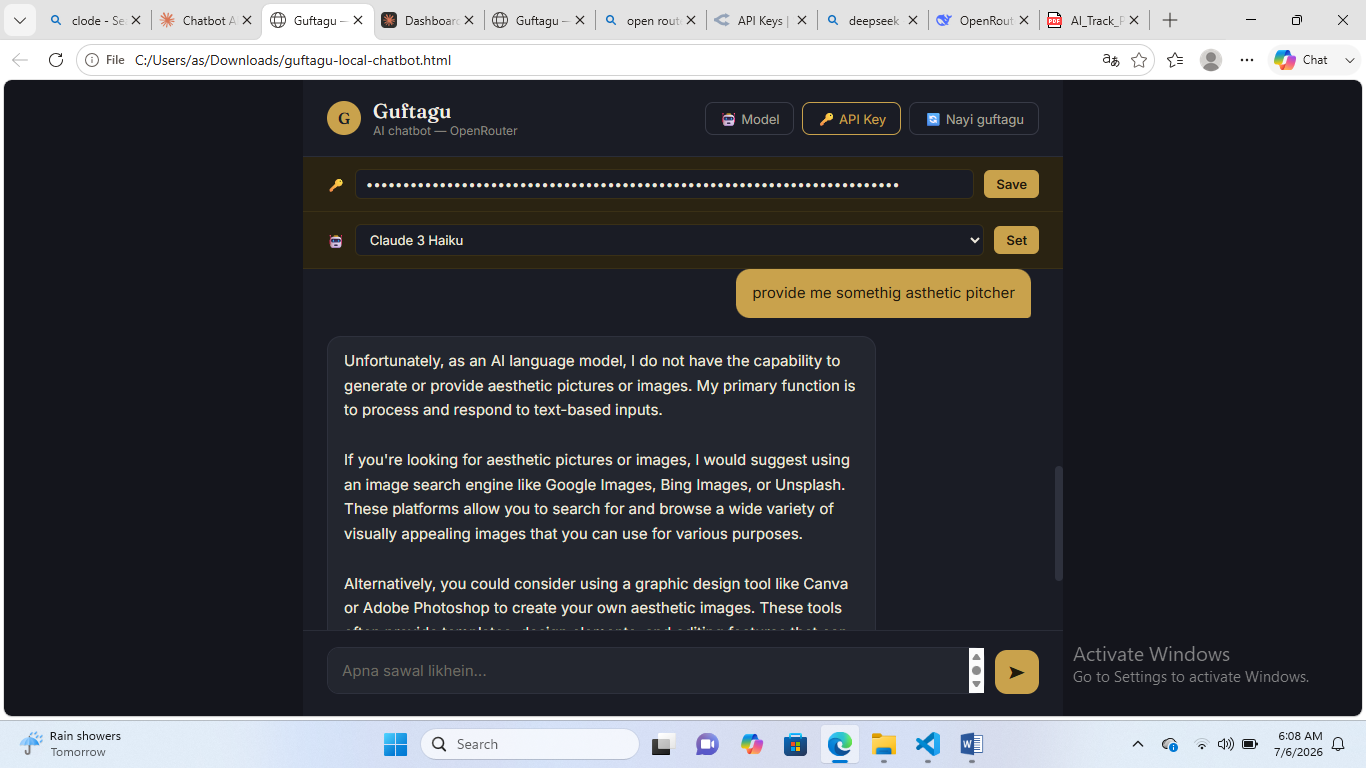 clode - Se
Chatbot A
Guftagu —
Dashboard
Guftagu —
open rout
API Keys |
deepseek
OpenRout
AI_Track_P
File C:/Users/as/Downloads/guftagu-local-chatbot.html
Chat
G
Guftagu
AI chatbot — OpenRouter
Model
API Key
Nayi guftagu
Save
Claude 3 Haiku
Set
provide me somethig asthetic pitcher
Unfortunately, as an AI language model, I do not have the capability to
generate or provide aesthetic pictures or images. My primary function is
to process and respond to text-based inputs.
If you're looking for aesthetic pictures or images, I would suggest using
an image search engine like Google Images, Bing Images, or Unsplash.
These platforms allow you to search for and browse a wide variety of
visually appealing images that you can use for various purposes.
Alternatively, you could consider using a graphic design tool like Canva
or Adobe Photoshop to create your own aesthetic images. These tools
Apna sawal likhein...
Activate Windows
Go to Settings to activate Windows.
Rain showers
Tomorrow
Search
6:08 AM
7/6/2026